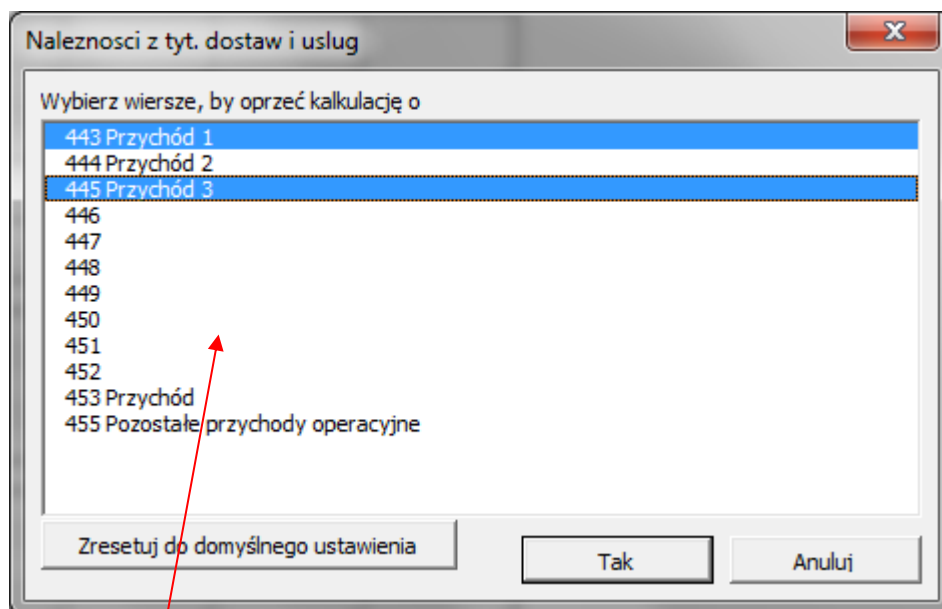 Naleznosci z tyt. dostaw i uslug
Wybierz wiersze, by oprzeć kalkulację o
443 Przychód 1
444 Przychód 2
445 Przychód 3
446
447
448
449
450
451
452
453 Przychód
455 Pozostałe przychody operacyjne
Zresetuj do domyślnego ustawienia
Tak
Anuluj